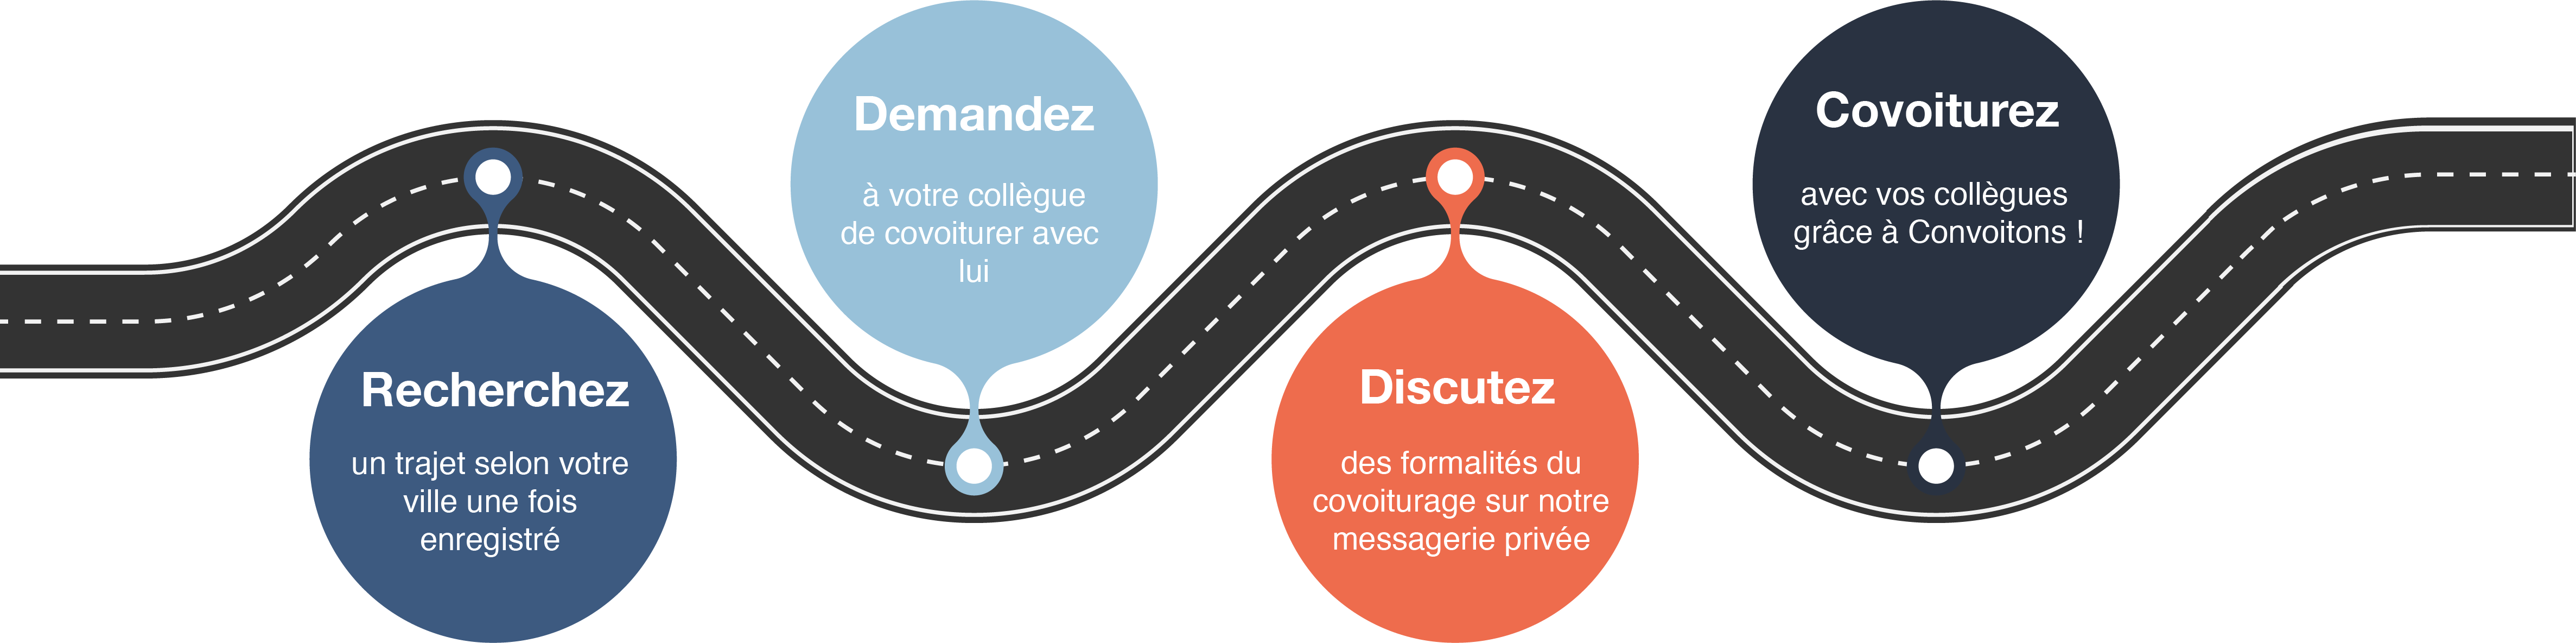 Recherchez
un trajet selon votre
ville une fois
enregistré
Demandez
à votre collègue
de covoiturer avec
lui
Discutez
des formalités du
covoiturage sur notre
messagerie privée
Covoiturez
avec vos collègues
grâce à Convoitons !